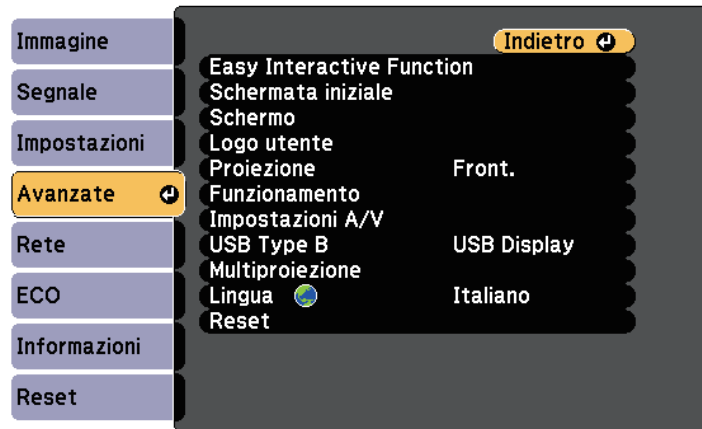 Immagine
Segnale
Impostazioni
Avanzate
Rete
ECO
Informazioni
Reset
Indietro
Easy Interactive Function
Schermata iniziale
Schermo
Logo utente
Proiezione Front.
Funzionamento
Impostazioni A/V
USB Type B USB Display
Multiproiezione
Lingua Italiano
Reset